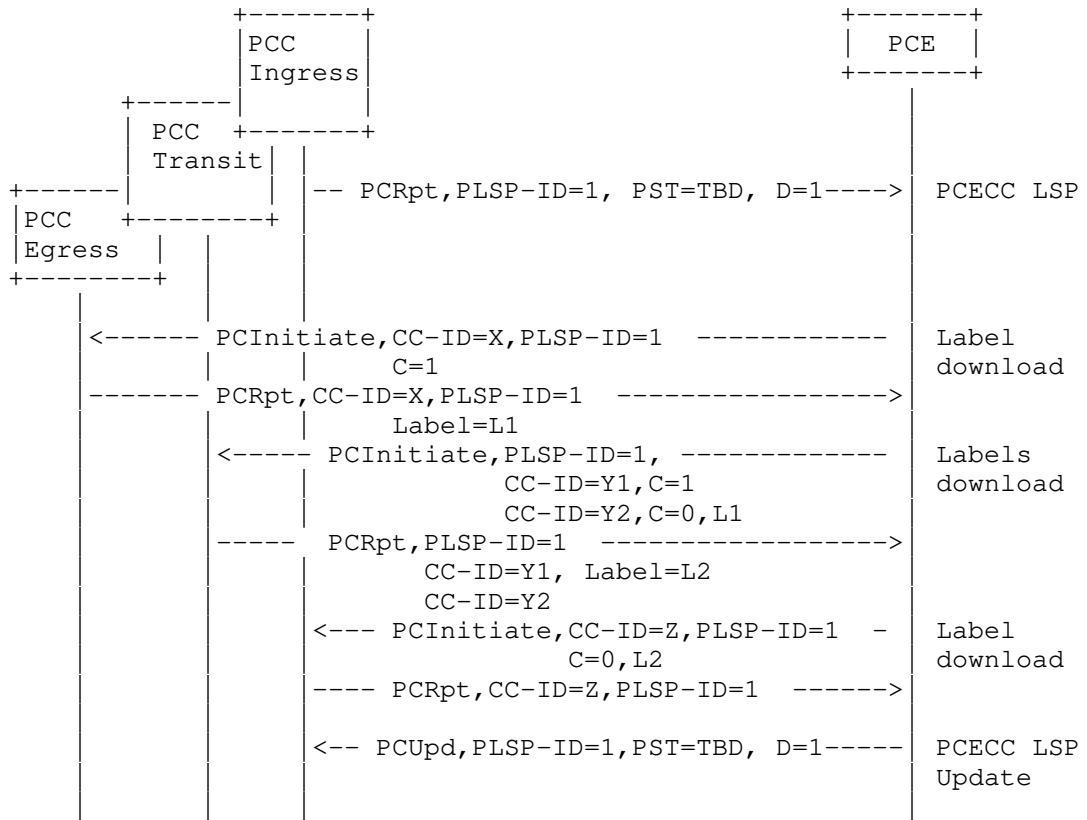 +-------+                              +-------+
|PCC    |                              |  PCE  |
|Ingress|                              +-------+
+------|       |                                  |
| PCC  +-------+                                  |
| Transit| |                                      |
+------|        | |-- PCRpt,PLSP-ID=1, PST=TBD, D=1---->| PCECC LSP
|PCC   +--------+ |                                     |
|Egress  |  |     |                                     |
+--------+  |     |                                     |
|     |     |                                     |
|<------ PCInitiate,CC-ID=X,PLSP-ID=1  ------------ | Label
|     |     | C=1                                 | download
|------- PCRpt,CC-ID=X,PLSP-ID=1  ----------------->|
|     |     | Label=L1                            |
|     |<----- PCInitiate,PLSP-ID=1, ------------- | Labels
|     |     |       CC-ID=Y1,C=1                  | download
|     |     |       CC-ID=Y2,C=0,L1               |
|     |-----  PCRpt,PLSP-ID=1  ------------------>|
|     |     |   CC-ID=Y1, Label=L2                |
|     |     |   CC-ID=Y2                          |
|     |     |<--- PCInitiate,CC-ID=Z,PLSP-ID=1  - | Label
|     |     |           C=0,L2                    | download
|     |     |---- PCRpt,CC-ID=Z,PLSP-ID=1  ------>|
|     |     |                                     |
|     |     |<-- PCUpd,PLSP-ID=1,PST=TBD, D=1-----| PCECC LSP
|     |     |                                     | Update
|     |     |                                     |